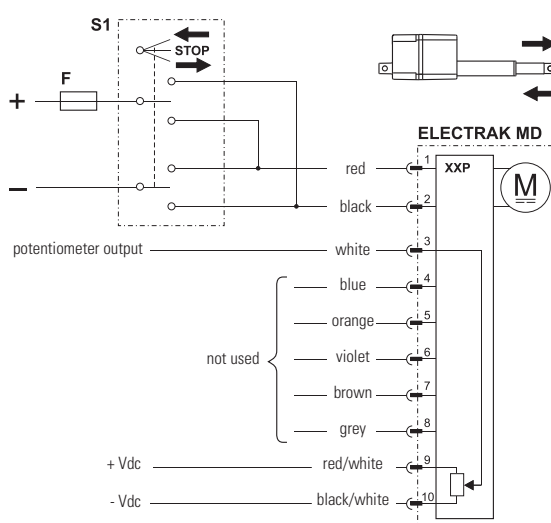 S1
STOP
F
+
–
ELECTRAK MD
XXP
M
red 1
black 2
potentiometer output white 3
blue 4
orange 5
not used violet 6
brown 7
grey 8
+ Vdc red/white 9
- Vdc black/white 10